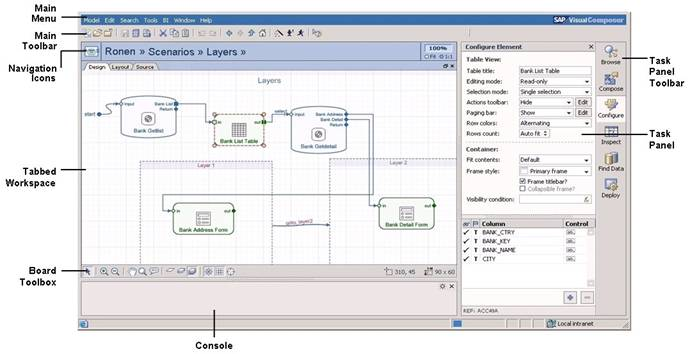 Main Menu
Main Toolbar
Navigation Icons
Tabbed Workspace
Board Toolbox
Console
Task Panel Toolbar
Task Panel
Model Edit Search Tools BI Window Help
SAP VisualComposer
Ronen » Scenarios » Layers »
100%
Fit 1:1
Design Layout Source
Layers
start
input
Bank List
Return
Bank Getlist
in
out
Bank List Table
select
input
Bank Address
Bank Detail
Return
Bank Getdetail
Layer 1
Layer 2
in
out
Bank Address Form
goto, layer2
in
out
Bank Detail Form
310, 45
90 x 60
Configure Element
Table View:
Table title: Bank List Table
Editing mode: Read-only
Selection mode: Single selection
Actions toolbar: Hide Edit
Paging bar: Show Edit
Row colors: Alternating
Rows count: Auto fit
Container:
Fit contents: Default
Frame style: Primary frame
Frame titlebar?
Collapsible frame?
Visibility condition:
Column Control
T BANK_CTRY
T BANK_KEY
T BANK_NAME
T CITY
REF: ACC49A
Browse
Compose
Configure
Inspect
Find Data
Deploy
Local intranet